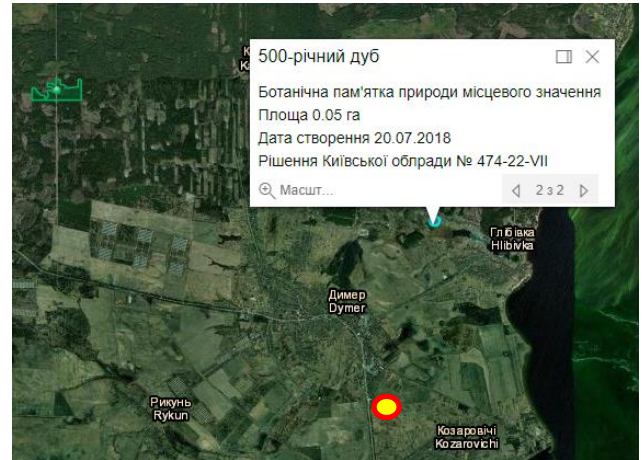 500-річний дуб
Ботанічна пам'ятка природи місцевого значення
Площа 0.05 га
Дата створення 20.07.2018
Рішення Київської облради № 474-22-VII
Масшт...
2 з 2
Глібівка
Hlibivka
Димер
Dymer
Рикунь
Rykun
Козаровічі
Kozarovichi